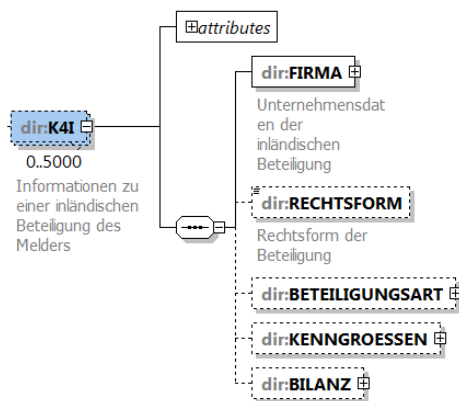 attributes
dir:FIRMA
Unternehmensdat
en der
inländischen
Beteiligung
dir:K4I
0..5000
Informationen zu
einer inländischen
Beteiligung des
Melders
dir:RECHTSFORM
Rechtsform der
Beteiligung
dir:BETEILIGUNGSART
dir:KENNGROESSEN
dir:BILANZ